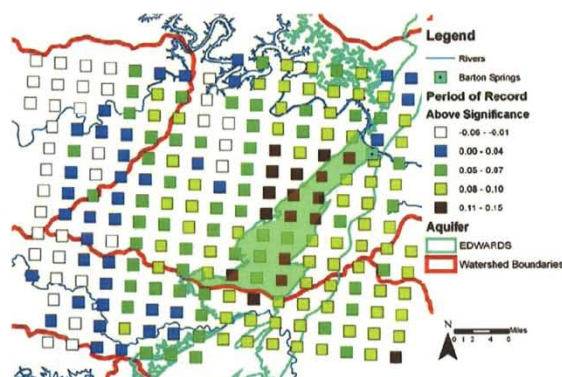 Legend
Rivers
Barton Springs
Period of Record
Above Significance
-0.06 - -0.01
0.00 - 0.04
0.05 - 0.07
0.08 - 0.10
0.11 - 0.15
Aquifer
EDWARDS
Watershed Boundaries
N
Miles
0 1 2 4 6